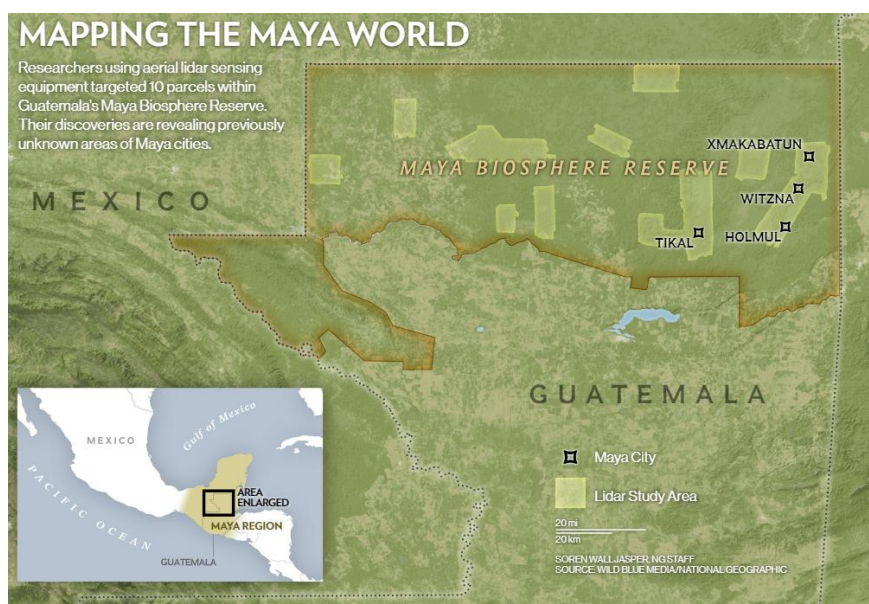 MAPPING THE MAYA WORLD
Researchers using aerial lidar sensing
equipment targeted 10 parcels within
Guatemala's Maya Biosphere Reserve.
Their discoveries are revealing previously
unknown areas of Maya cities.
MEXICO
MAYA BIOSPHERE RESERVE
XMAKABATUN
WITZNA
TIKAL
HOLMUL
GUATEMALA
Maya City
Lidar Study Area
20 mi
20 km
SOREN WALLJASPER, NG STAFF
SOURCE: WILD BLUE MEDIA/NATIONAL GEOGRAPHIC
Gulf of Mexico
MEXICO
PACIFIC OCEAN
AREA
ENLARGED
MAYA REGION
GUATEMALA